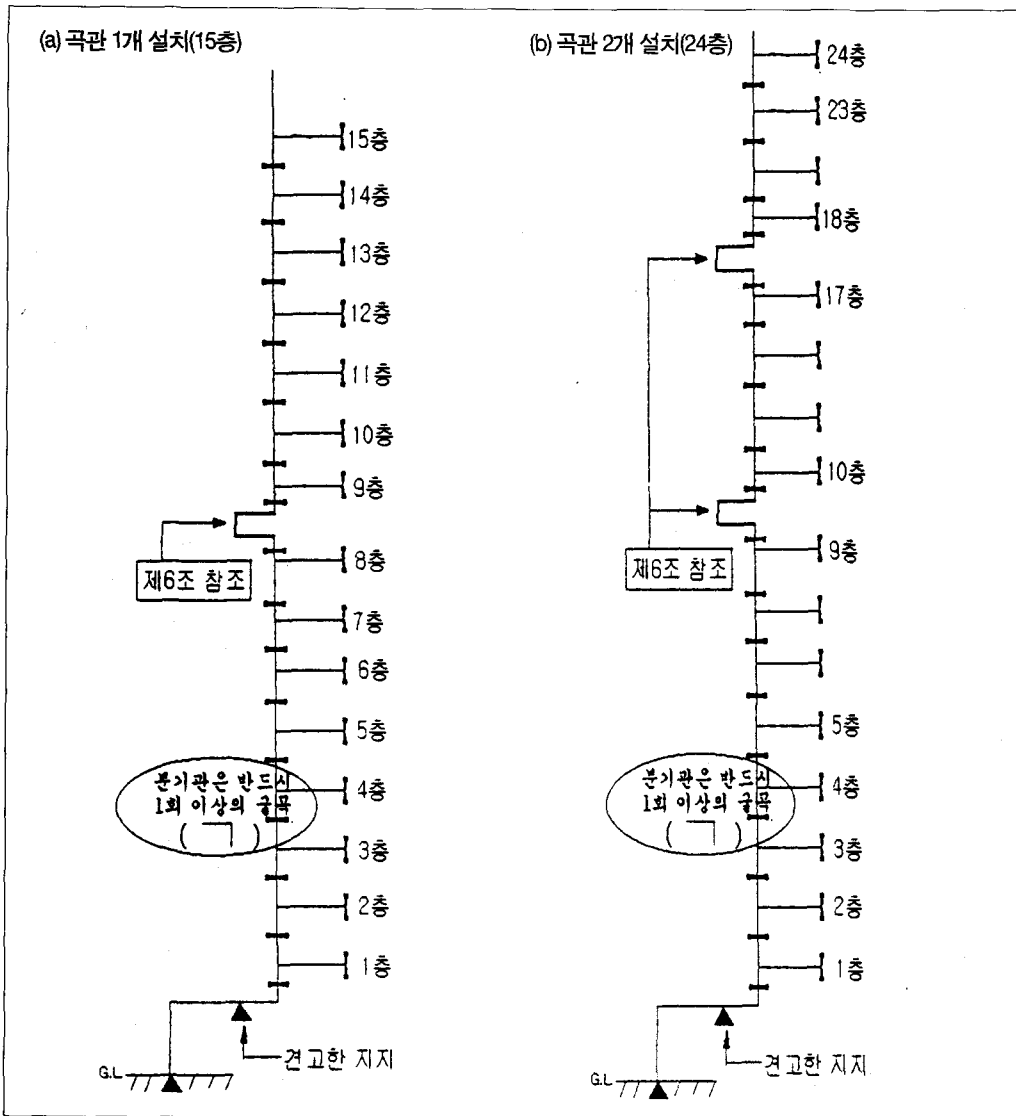 (a) 곡관 1개 설치(15층)
15층
14층
13층
12층
11층
10층
9층
8층
제6조 참조
7층
6층
5층
분기관은 반드시
1회 이상의 굴곡
( ㄱ )
4층
3층
2층
1층
견고한 지지
G.L
(b) 곡관 2개 설치(24층)
24층
23층
18층
17층
10층
9층
제6조 참조
5층
분기관은 반드시
1회 이상의 굴곡
( ㄱ )
4층
3층
2층
1층
견고한 지지
G.L